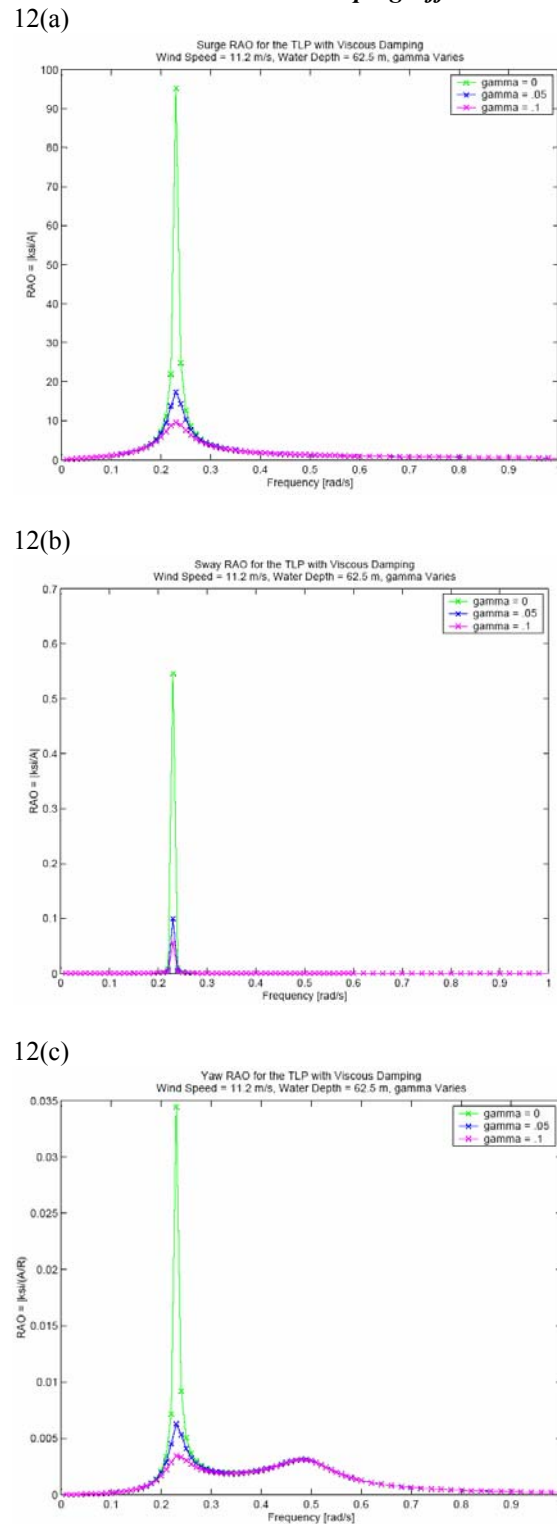 12(a)
Surge RAO for the TLP with Viscous Damping
Wind Speed = 11.2 m/s, Water Depth = 62.5 m, gamma Varies
100
90
80
70
60
50
40
30
20
10
0
RAO = |ksi/A|
gamma = 0
gamma = .05
gamma = .1
0 0.1 0.2 0.3 0.4 0.5 0.6 0.7 0.8 0.9
Frequency [rad/s]
12(b)
Sway RAO for the TLP with Viscous Damping
Wind Speed = 11.2 m/s, Water Depth = 62.5 m, gamma Varies
0.7
0.6
0.5
0.4
0.3
0.2
0.1
0
RAO = |ksi/A|
gamma = 0
gamma = .05
gamma = .1
0 0.1 0.2 0.3 0.4 0.5 0.6 0.7 0.8 0.9 1
Frequency [rad/s]
12(c)
Yaw RAO for the TLP with Viscous Damping
Wind Speed = 11.2 m/s, Water Depth = 62.5 m, gamma Varies
0.035
0.03
0.025
0.02
0.015
0.01
0.005
0
RAO = |ksi/(A/R)
gamma = 0
gamma = .05
gamma = .1
0 0.1 0.2 0.3 0.4 0.5 0.6 0.7 0.8 0.9
Frequency [rad/s]